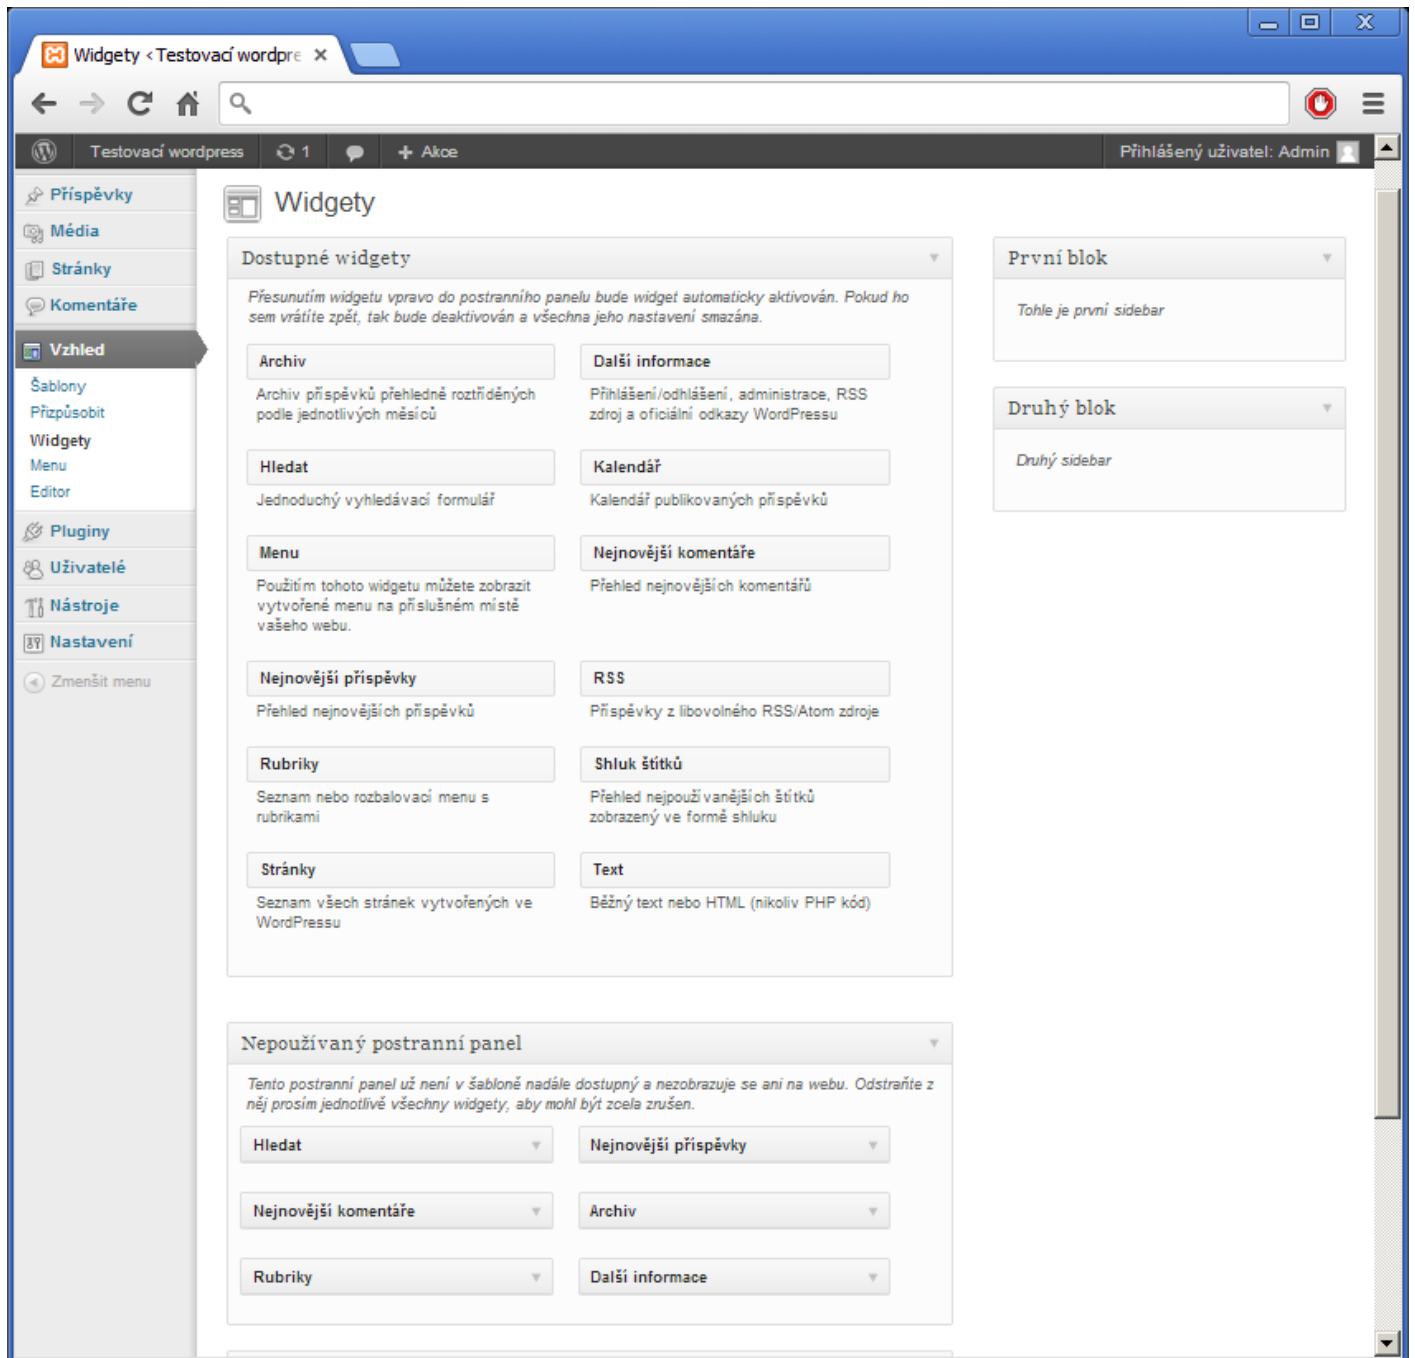 Widgety < Testovací wordpre
Testovací wordpress 1 + Akce Přihlášený uživatel: Admin
Příspěvky
Média
Stránky
Komentáře
Vzhled
Šablony
Přizpůsobit
Widgety
Menu
Editor
Pluginy
Uživatelé
Nástroje
Nastavení
Zmenšit menu
Widgety
Dostupné widgety
Přesunutím widgetu vpravo do postranního panelu bude widget automaticky aktivován. Pokud ho
sem vrátíte zpět, tak bude deaktivován a všechna jeho nastavení smazána.
Archiv
Archiv příspěvků přehledně roztříděných
podle jednotlivých měsíců
Další informace
Přihlášení/odhlášení, administrace, RSS
zdroj a oficiální odkazy WordPressu
Hledat
Jednoduchý vyhledávací formulář
Kalendář
Kalendář publikovaných příspěvků
Menu
Použitím tohoto widgetu můžete zobrazit
vytvořené menu na příslušném místě
vašeho webu.
Nejnovější komentáře
Přehled nejnovějších komentářů
Nejnovější příspěvky
Přehled nejnovějších příspěvků
RSS
Příspěvky z libovolného RSS/Atom zdroje
Rubriky
Seznam nebo rozbalovací menu s
rubrikami
Shluk štítků
Přehled nejpoužívanějších štítků
zobrazený ve formě shluku
Stránky
Seznam všech stránek vytvořených ve
WordPressu
Text
Běžný text nebo HTML (nikoliv PHP kód)
První blok
Tohle je první sidebar
Druhý blok
Druhý sidebar
Nepoužívaný postranní panel
Tento postranní panel už není v šabloně nadále dostupný a nezobrazuje se ani na webu. Odstraňte z
něj prosím jednotlivě všechny widgety, aby mohl být zcela zrušen.
Hledat
Nejnovější příspěvky
Nejnovější komentáře
Archiv
Rubriky
Další informace